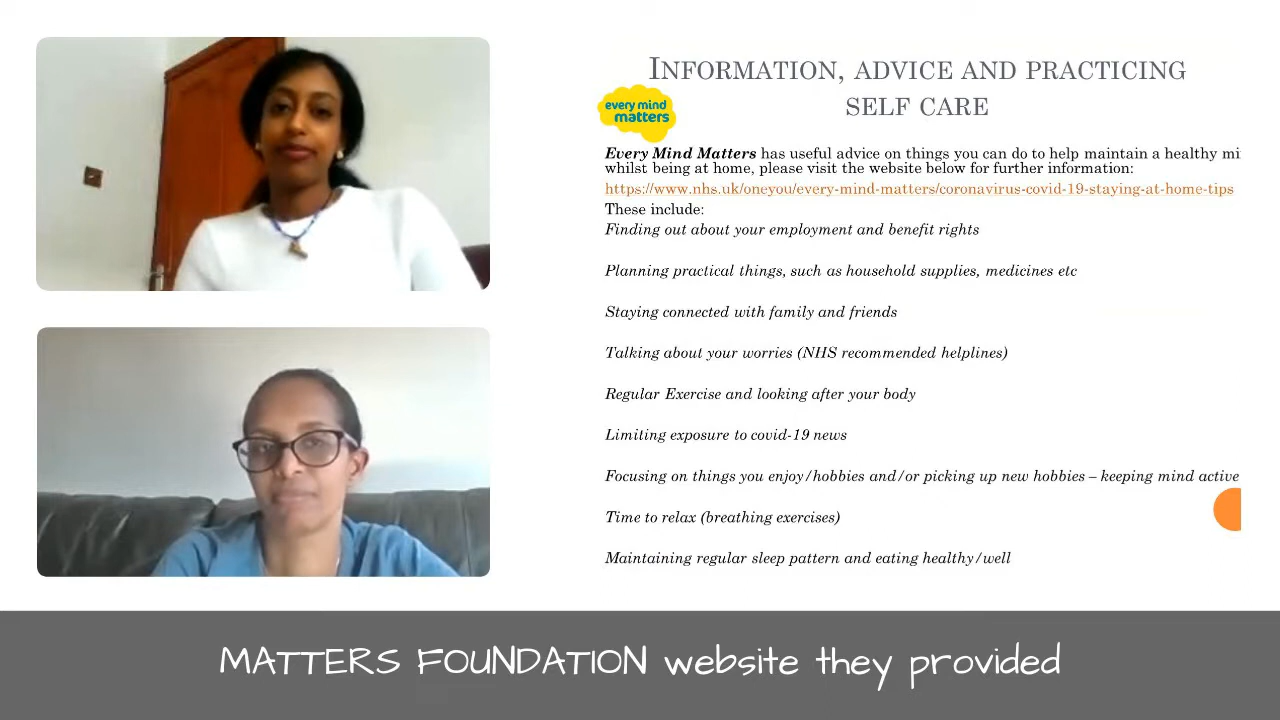 INFORMATION, ADVICE AND PRACTICING
SELF CARE
every mind
matters
Every Mind Matters has useful advice on things you can do to help maintain a healthy mi
whilst being at home, please visit the website below for further information:
https://www.nhs.uk/oneyou/every-mind-matters/coronavirus-covid-19-staying-at-home-tips
These include:
Finding out about your employment and benefit rights
Planning practical things, such as household supplies, medicines etc
Staying connected with family and friends
Talking about your worries (NHS recommended helplines)
Regular Exercise and looking after your body
Limiting exposure to covid-19 news
Focusing on things you enjoy/hobbies and/or picking up new hobbies – keeping mind active
Time to relax (breathing exercises)
Maintaining regular sleep pattern and eating healthy/well
MATTERS FOUNDATION website they provided